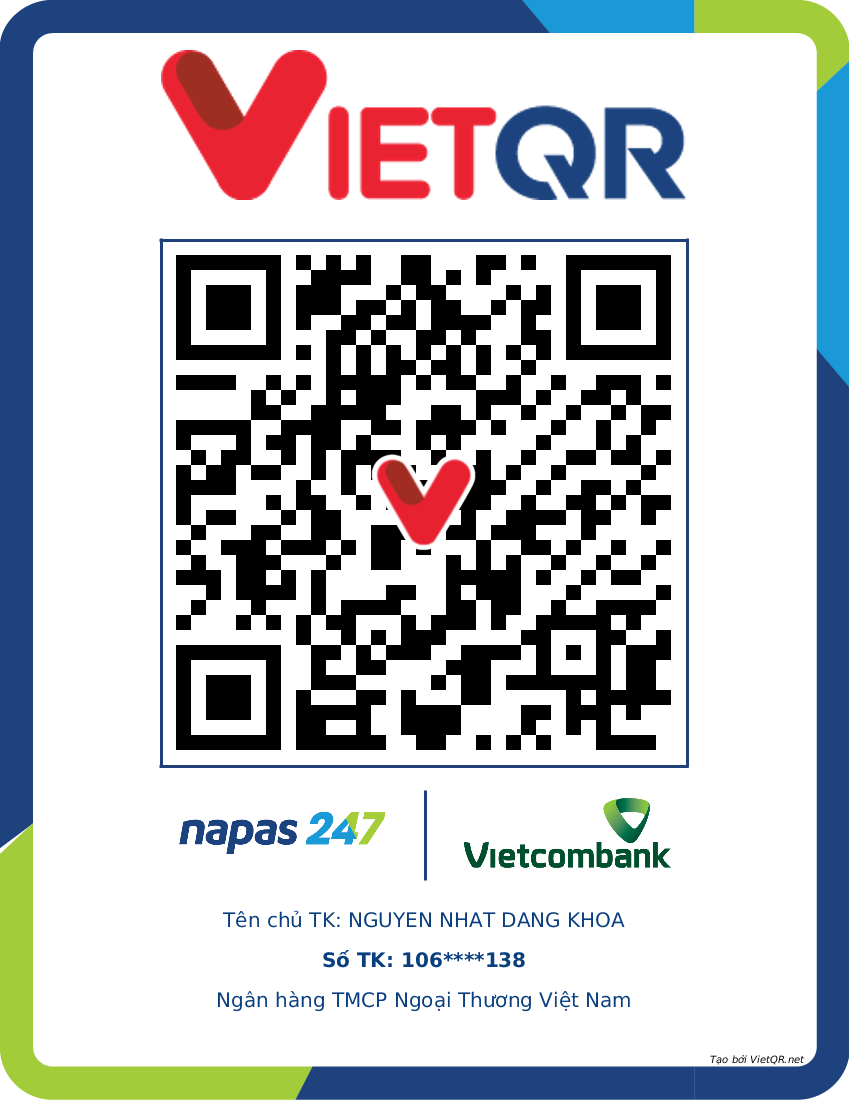 VIETQR
napas 247
Vietcombank
Tên chủ TK: NGUYEN NHAT DANG KHOA
Số TK: 106****138
Ngân hàng TMCP Ngoại Thương Việt Nam
Tạo bởi VietQR.net